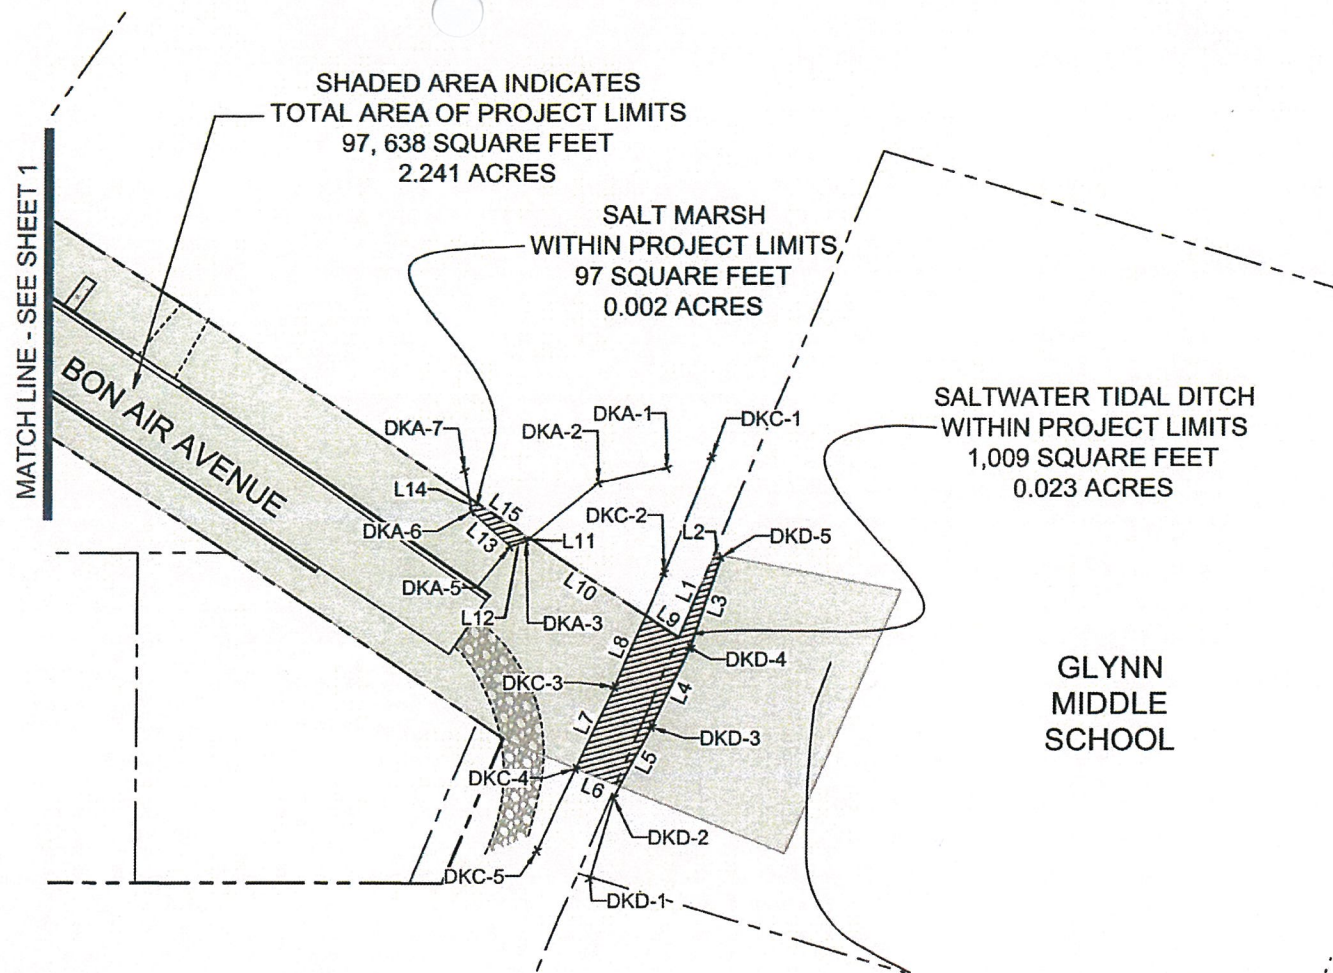 SHADED AREA INDICATES
TOTAL AREA OF PROJECT LIMITS
97, 638 SQUARE FEET
2.241 ACRES
MATCH LINE - SEE SHEET 1
SALT MARSH
WITHIN PROJECT LIMITS
97 SQUARE FEET
0.002 ACRES
BON AIR AVENUE
SALTWATER TIDAL DITCH
WITHIN PROJECT LIMITS
1,009 SQUARE FEET
0.023 ACRES
DKA-1
DKC-1
DKA-7
DKA-2
L14
L15
DKC-2
DKA-6
L13
L11
L2
DKD-5
DKA-5
L10
L1
L3
L12
DKA-3
L9
L8
DKD-4
DKC-3
L4
L7
DKD-3
L5
DKC-4
L6
DKD-2
DKC-5
DKD-1
GLYNN
MIDDLE
SCHOOL